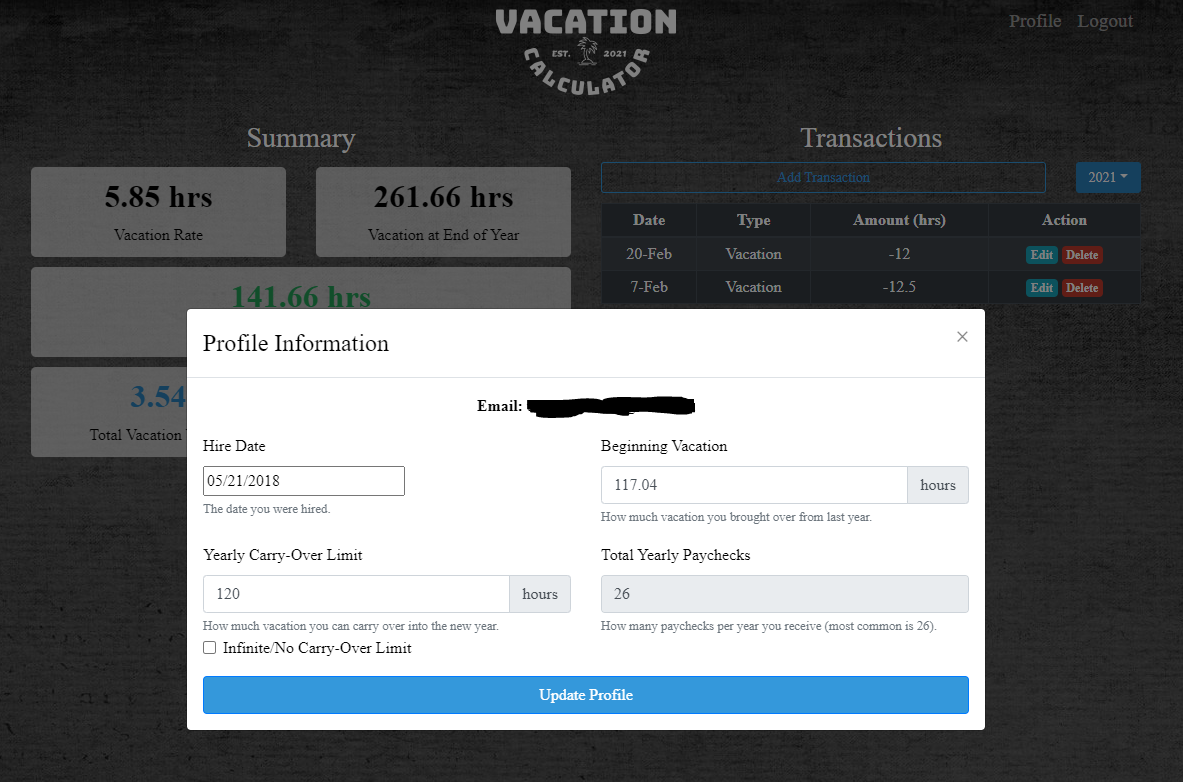 VACATION
EST. 2021
CALCULATOR
Profile Logout
Summary
5.85 hrs
Vacation Rate
261.66 hrs
Vacation at End of Year
141.66 hrs
3.54
Total Vacation
Transactions
Add Transaction
2021
Date Type Amount (hrs) Action
20-Feb Vacation -12 Edit Delete
7-Feb Vacation -12.5 Edit Delete
Profile Information
×
Email:
Hire Date
05/21/2018
The date you were hired.
Beginning Vacation
117.04 hours
How much vacation you brought over from last year.
Yearly Carry-Over Limit
120 hours
How much vacation you can carry over into the new year.
Infinite/No Carry-Over Limit
Total Yearly Paychecks
26
How many paychecks per year you receive (most common is 26).
Update Profile